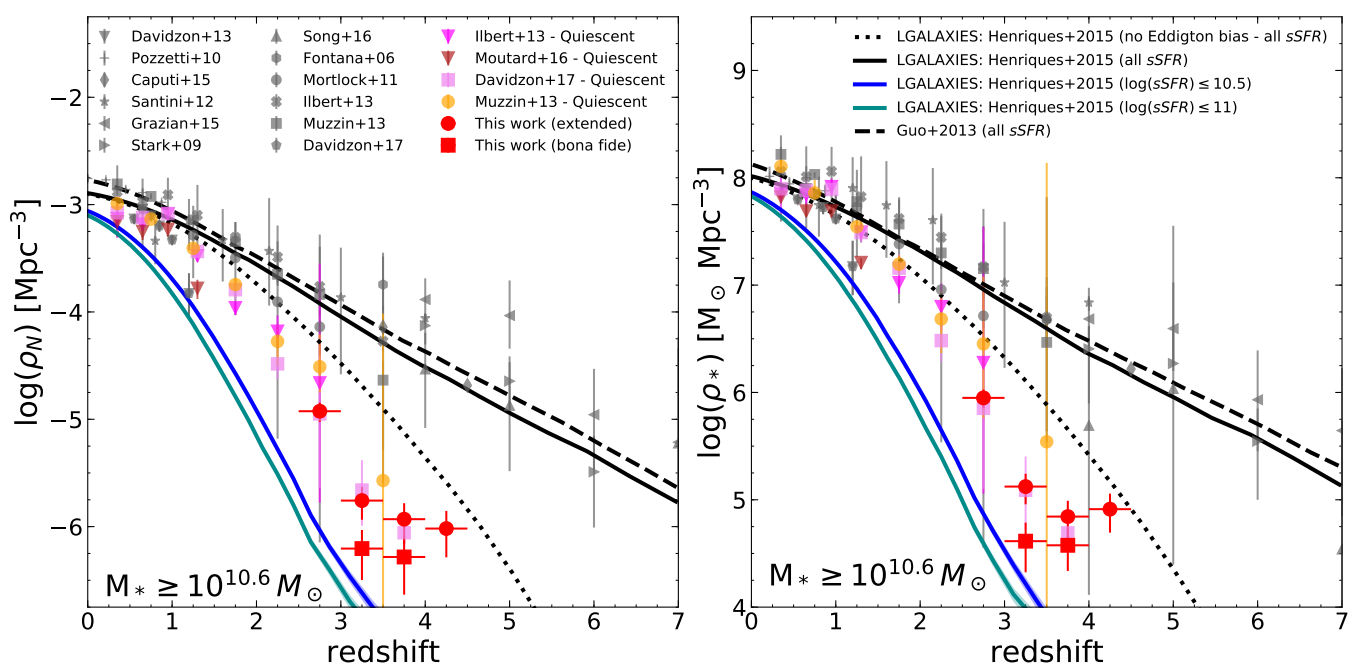 Davidzon+13
Pozzetti+10
Caputi+15
Santini+12
Grazian+15
Stark+09
Song+16
Fontana+06
Mortlock+11
Ilbert+13
Muzzin+13
Davidzon+17
Ilbert+13 - Quiescent
Moutard+16 - Quiescent
Davidzon+17 - Quiescent
Muzzin+13 - Quiescent
This work (extended)
This work (bona fide)
log(ρ_N) [Mpc⁻³]
−2
−3
−4
−5
−6
M_* ≥ 10^{10.6} M_⊙
0 1 2 3 4 5 6 7
redshift
LGALAXIES: Henriques+2015 (no Eddigton bias - all sSFR)
LGALAXIES: Henriques+2015 (all sSFR)
LGALAXIES: Henriques+2015 (log(sSFR) ≤ 10.5)
LGALAXIES: Henriques+2015 (log(sSFR) ≤ 11)
Guo+2013 (all sSFR)
log(ρ*) [M_⊙ Mpc⁻³]
9
8
7
6
5
4
M_* ≥ 10^{10.6} M_⊙
0 1 2 3 4 5 6 7
redshift